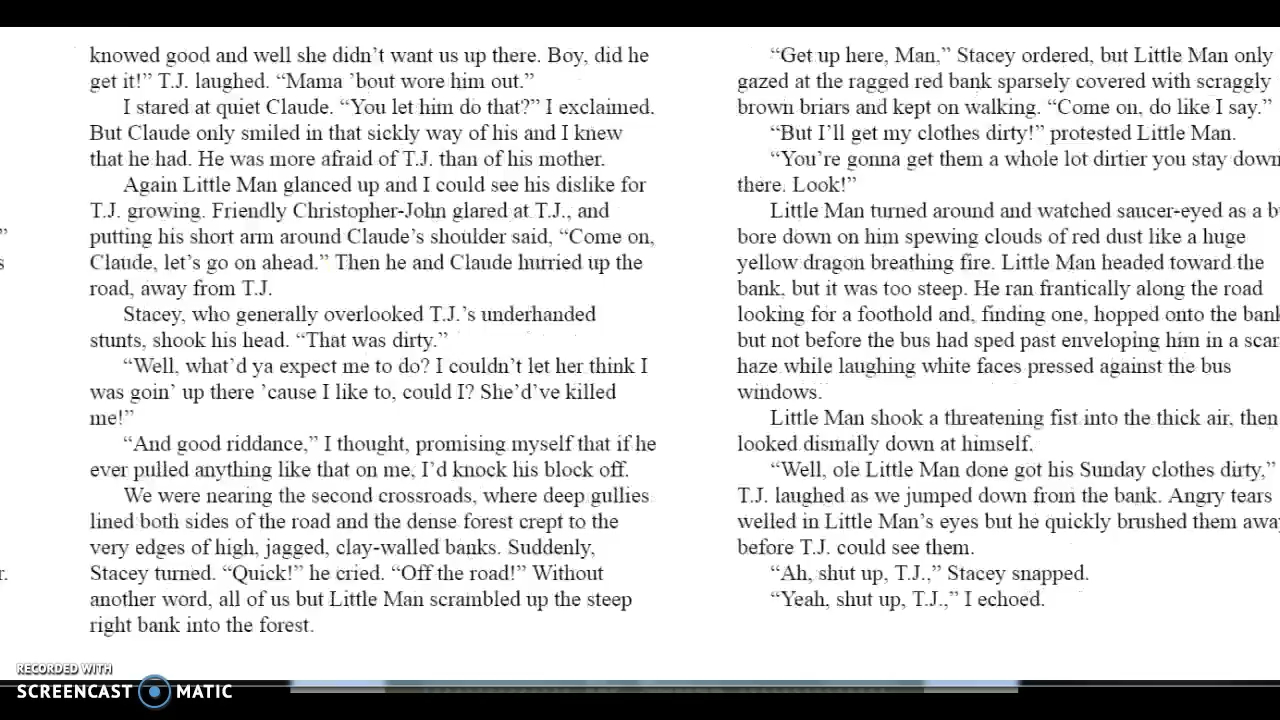 knowed good and well she didn’t want us up there. Boy, did he
get it!” T.J. laughed. “Mama ’bout wore him out.”
I stared at quiet Claude. “You let him do that?” I exclaimed.
But Claude only smiled in that sickly way of his and I knew
that he had. He was more afraid of T.J. than of his mother.
Again Little Man glanced up and I could see his dislike for
T.J. growing. Friendly Christopher-John glared at T.J., and
putting his short arm around Claude’s shoulder said, “Come on,
Claude, let’s go on ahead.” Then he and Claude hurried up the
road, away from T.J.
Stacey, who generally overlooked T.J.’s underhanded
stunts, shook his head. “That was dirty.”
“Well, what’d ya expect me to do? I couldn’t let her think I
was goin’ up there ’cause I like to, could I? She’d’ve killed
me!”
“And good riddance,” I thought, promising myself that if he
ever pulled anything like that on me, I’d knock his block off.
We were nearing the second crossroads, where deep gullies
lined both sides of the road and the dense forest crept to the
very edges of high, jagged, clay-walled banks. Suddenly,
Stacey turned. “Quick!” he cried. “Off the road!” Without
another word, all of us but Little Man scrambled up the steep
right bank into the forest.
“Get up here, Man,” Stacey ordered, but Little Man only
gazed at the ragged red bank sparsely covered with scraggly
brown briars and kept on walking. “Come on, do like I say.”
“But I’ll get my clothes dirty!” protested Little Man.
“You’re gonna get them a whole lot dirtier you stay down
there. Look!”
Little Man turned around and watched saucer-eyed as a
bore down on him spewing clouds of red dust like a huge
yellow dragon breathing fire. Little Man headed toward the
bank, but it was too steep. He ran frantically along the road
looking for a foothold and, finding one, hopped onto the bank
but not before the bus had sped past enveloping him in a
haze while laughing white faces pressed against the bus
windows.
Little Man shook a threatening fist into the thick air, then
looked dismally down at himself.
“Well, ole Little Man done got his Sunday clothes dirty,”
T.J. laughed as we jumped down from the bank. Angry tears
welled in Little Man’s eyes but he quickly brushed them
before T.J. could see them.
“Ah, shut up, T.J.,” Stacey snapped.
“Yeah, shut up, T.J.,” I echoed.
RECORDED WITH
SCREENCAST MATIC